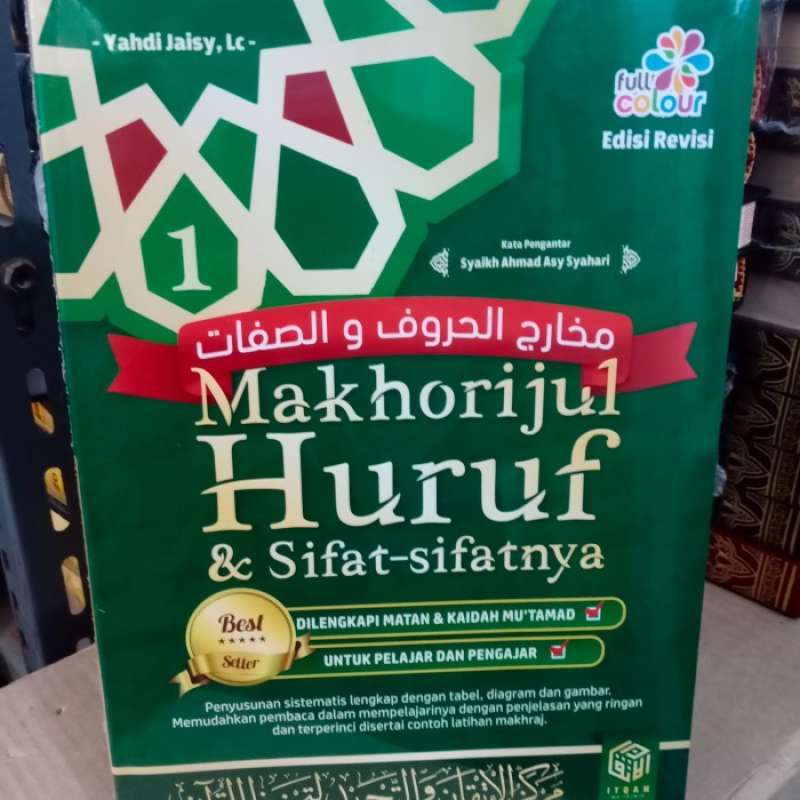 - Yahdi Jaisy, Lc -
full
colour
Edisi Revisi
1
Kata Pengantar
Syaikh Ahmad Asy Syahari
مخارج الحروف و الصفات
Makhorijul
Huruf
& Sifat-sifatnya
Best
Seller
DILENGKAPI MATAN & KAIDAH MU'TAMAD
UNTUK PELAJAR DAN PENGAJAR
Penyusunan sistematis lengkap dengan tabel, diagram dan gambar.
Memudahkan pembaca dalam mempelajarinya dengan penjelasan yang ringan
dan terperinci disertai contoh latihan makhraj.
ITQAN